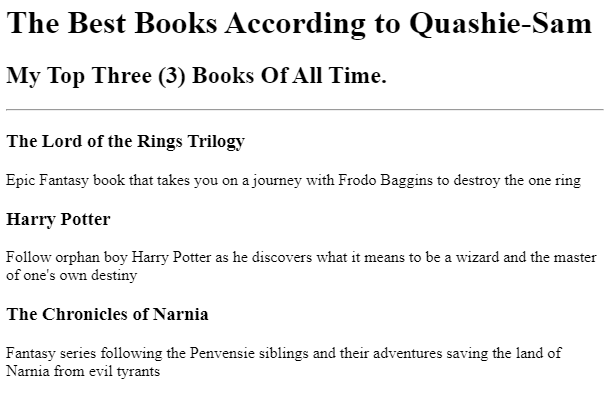 The Best Books According to Quashie-Sam
My Top Three (3) Books Of All Time.
The Lord of the Rings Trilogy
Epic Fantasy book that takes you on a journey with Frodo Baggins to destroy the one ring
Harry Potter
Follow orphan boy Harry Potter as he discovers what it means to be a wizard and the master
of one's own destiny
The Chronicles of Narnia
Fantasy series following the Penvensie siblings and their adventures saving the land of
Narnia from evil tyrants